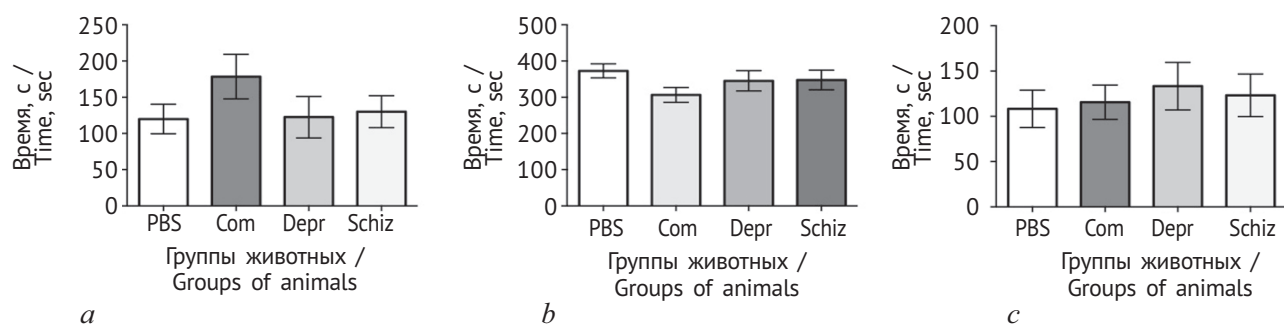 250
200
150
100
50
0
Время, с /
Time, sec
PBS Com Depr Schiz
Группы животных /
Groups of animals
a
500
400
300
200
100
0
Время, с /
Time, sec
PBS Com Depr Schiz
Группы животных /
Groups of animals
b
200
150
100
50
0
Время, с /
Time, sec
PBS Com Depr Schiz
Группы животных /
Groups of animals
c